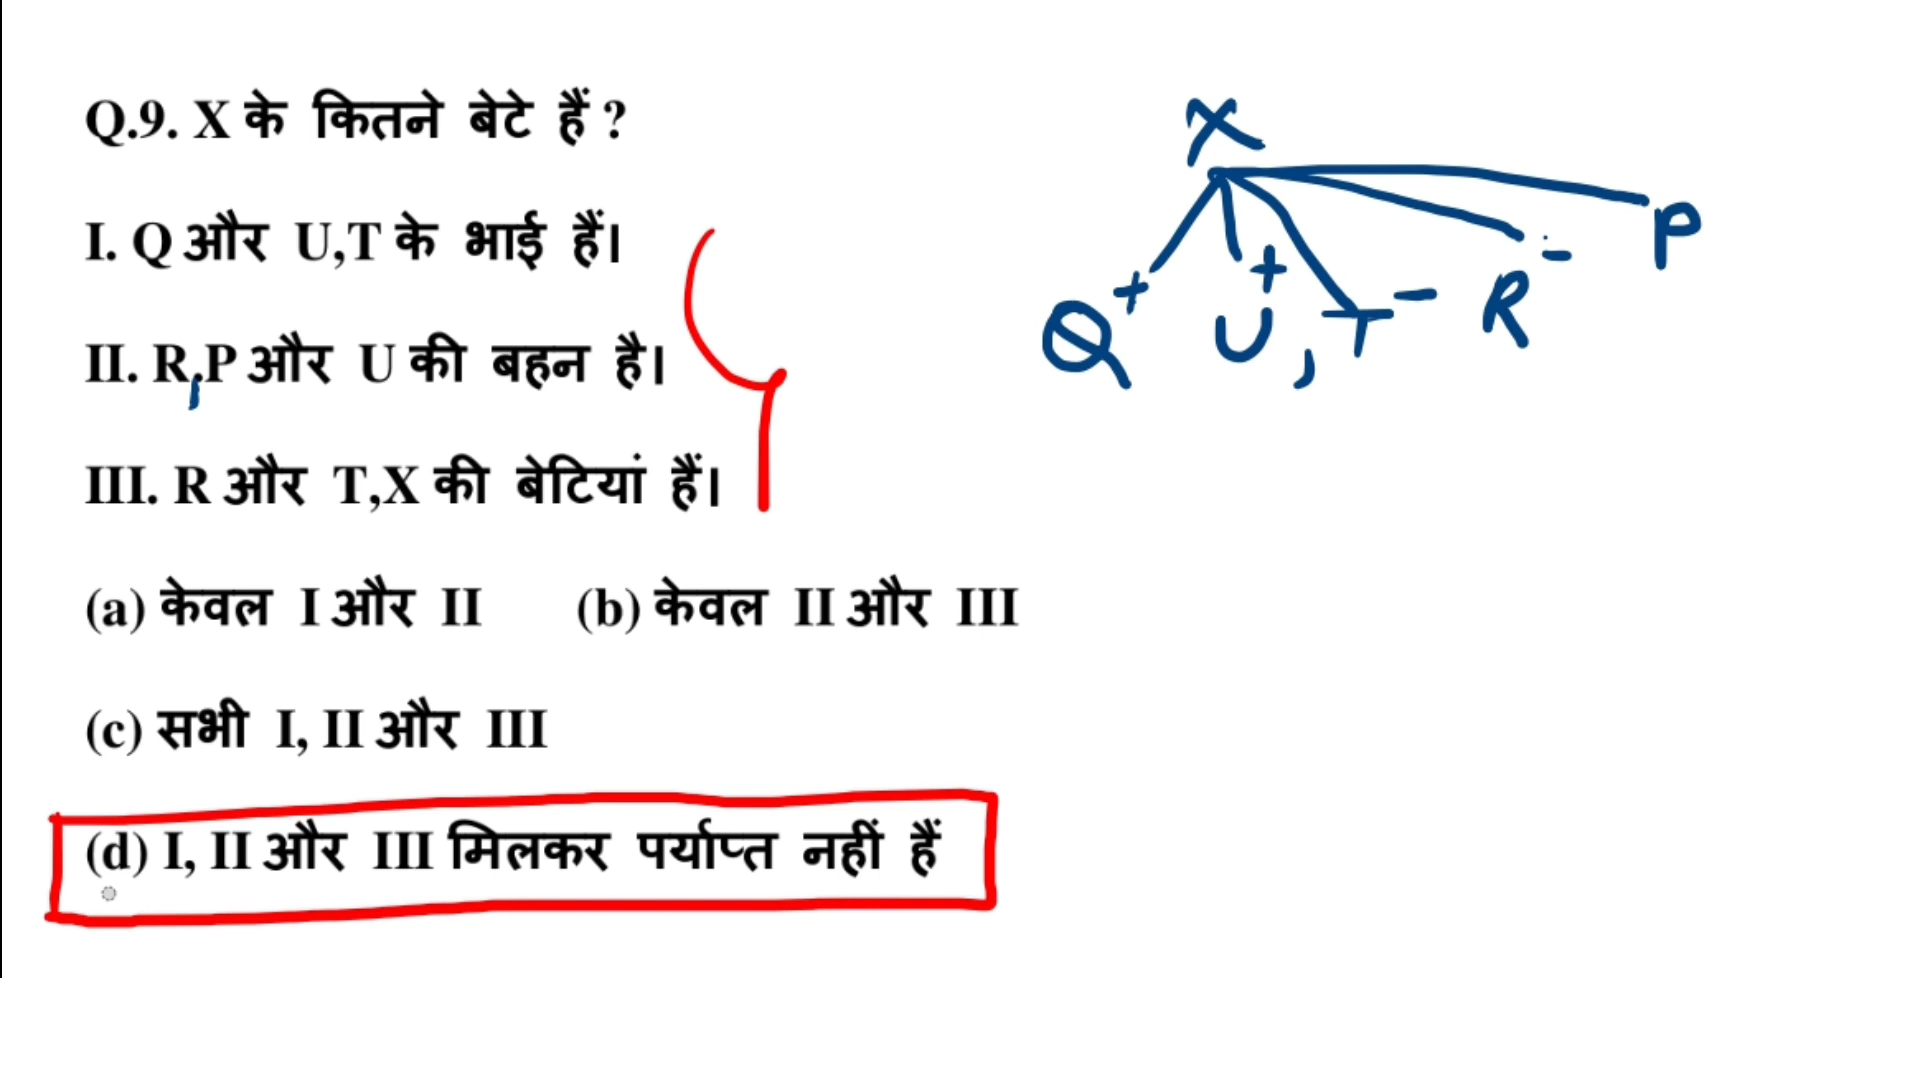 Q.9. X के कितने बेटे हैं ?
I. Q और U,T के भाई हैं।
II. R,P और U की बहन है।
III. R और T,X की बेटियां हैं।
(a) केवल I और II (b) केवल II और III
(c) सभी I, II और III
(d) I, II और III मिलकर पर्याप्त नहीं हैं
X
Q+ U+, T- R- P